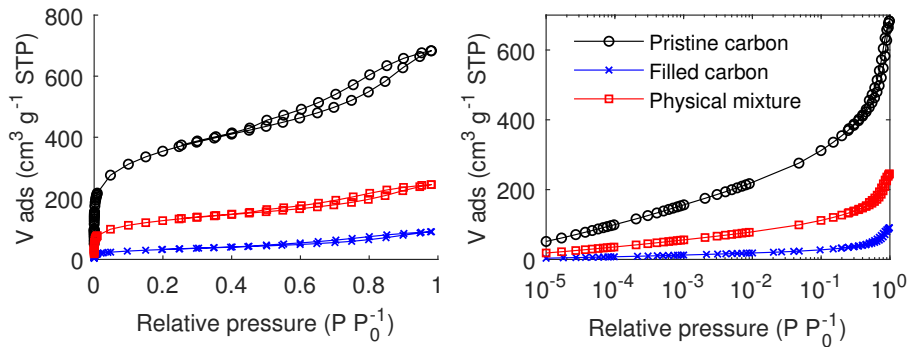 V ads (cm³ g⁻¹ STP)
800
600
400
200
0
0 0.2 0.4 0.6 0.8 1
Relative pressure (P P₀⁻¹)
V ads (cm³ g⁻¹ STP)
600
400
200
0
10⁻⁵ 10⁻⁴ 10⁻³ 10⁻² 10⁻¹ 10⁰
Relative pressure (P P₀⁻¹)
Pristine carbon
Filled carbon
Physical mixture